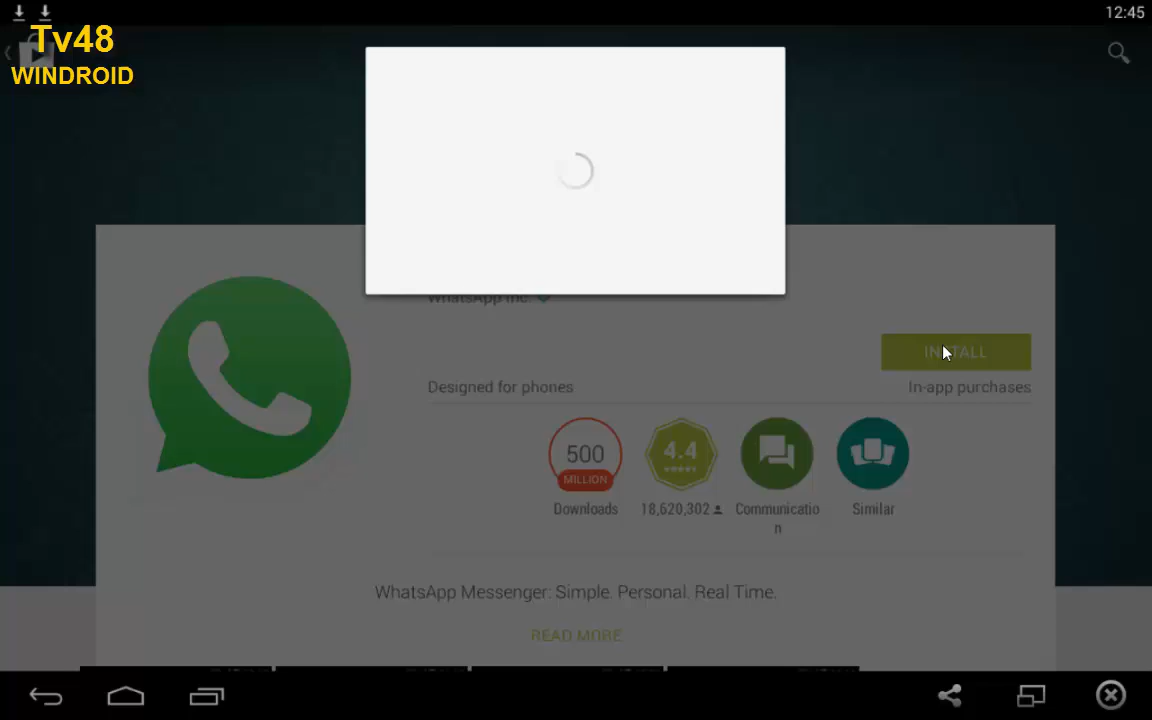 12:45
Tv48
WINDROID
WhatsApp Inc.
INSTALL
Designed for phones
In-app purchases
500
MILLION
4.4
Downloads
18,620,302
Communicatio
n
Similar
WhatsApp Messenger: Simple. Personal. Real Time.
READ MORE